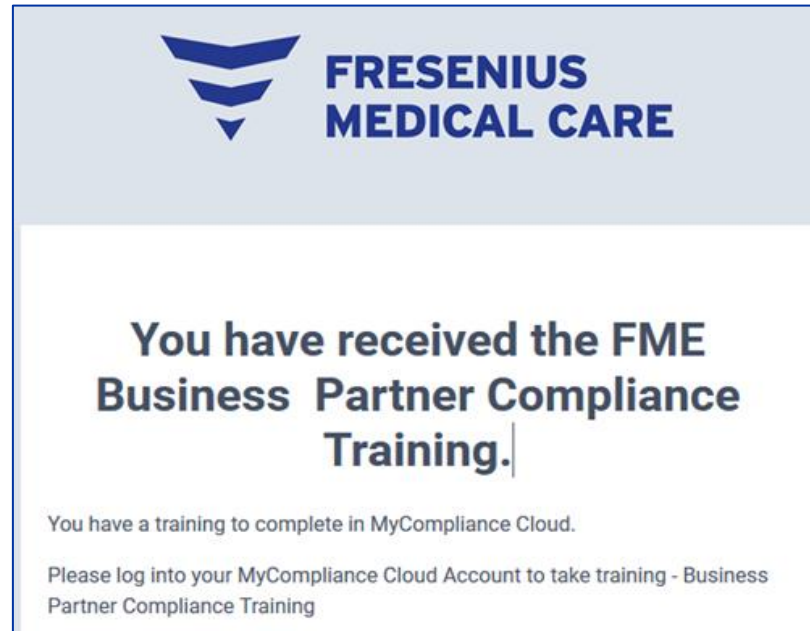 FRESENIUS
MEDICAL CARE
You have received the FME
Business  Partner Compliance
Training.
You have a training to complete in MyCompliance Cloud.
Please log into your MyCompliance Cloud Account to take training - Business
Partner Compliance Training